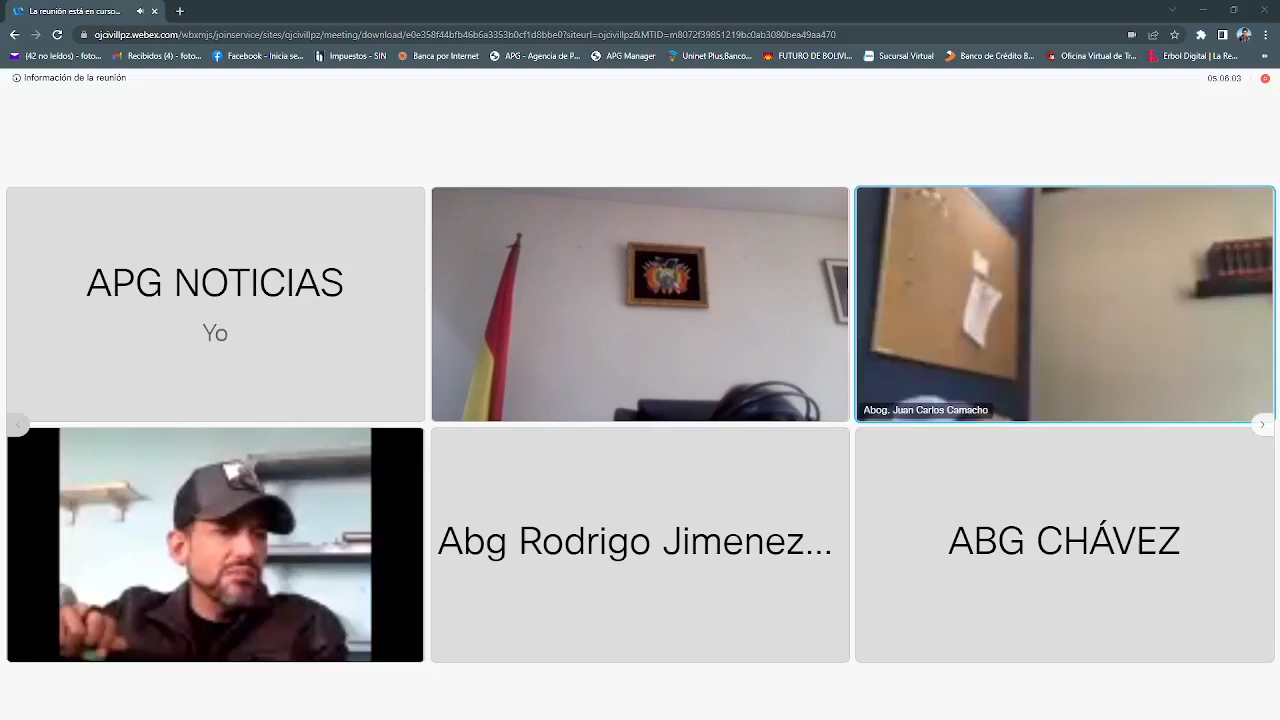 La reunión está en curso...
ojcivillpz.webex.com/wbxmjs/joinservice/sites/ojcivillpz/meeting/download/e0e358f441b546b6a3353b0cf1d8bbe0?siteurl=ojcivillpz&MTID=m8072f39851219bc0ab3080bea49aa470
(42 no leídos) - foto...
Recibidos (4) - foto...
Facebook - Inicia se...
Impuestos - SIN
Banca por Internet
APG - Agencia de P...
APG Manager
Uninet Plus,Banco...
FUTURO DE BOLIVI...
Sucursal Virtual
Banco de Crédito B...
Oficina Virtual de Tr...
Erbol Digital | La Re...
»
Información de la reunión
05:06:03
APG NOTICIAS
Yo
Abog. Juan Carlos Camacho
Abg Rodrigo Jimenez...
ABG CHÁVEZ